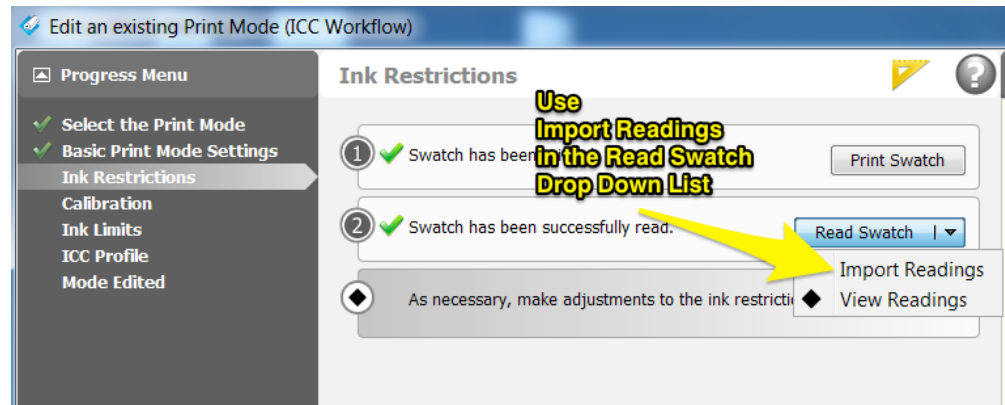 Edit an existing Print Mode (ICC Workflow)
Progress Menu
Select the Print Mode
Basic Print Mode Settings
Ink Restrictions
Calibration
Ink Limits
ICC Profile
Mode Edited
Ink Restrictions
?
Use
Import Readings
in the Read Swatch
Drop Down List
1 Swatch has been
Print Swatch
2 Swatch has been successfully read.
Read Swatch
Import Readings
View Readings
As necessary, make adjustments to the ink restricti